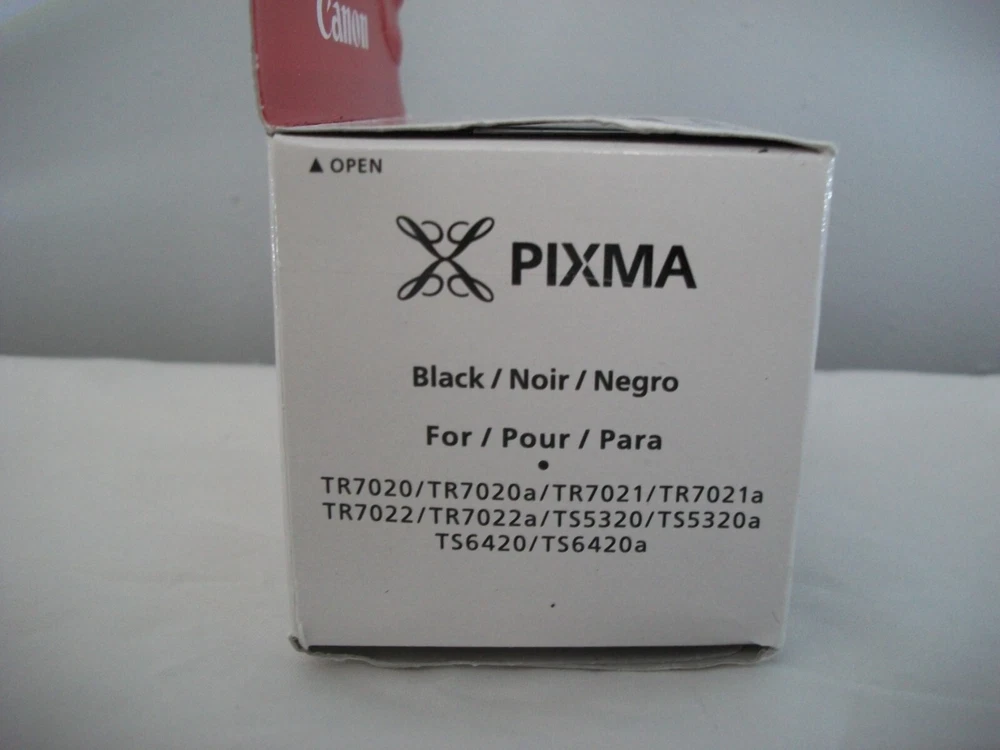 Canon
▲ OPEN
PIXMA
Black / Noir / Negro
For / Pour / Para
•
TR7020/TR7020a/TR7021/TR7021a
TR7022/TR7022a/TS5320/TS5320a
TS6420/TS6420a